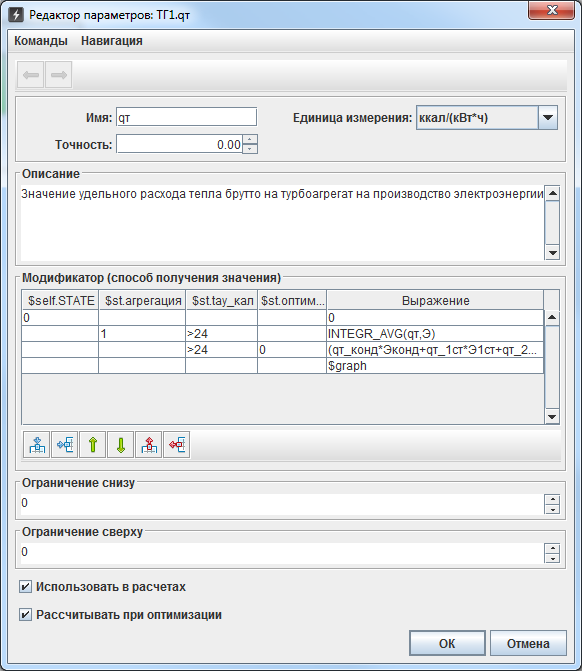 Редактор параметров: ТГ1.qт
Команды Навигация
Имя: qт Единица измерения: ккал/(кВт*ч)
Точность: 0.00
Описание
Значение удельного расхода тепла брутто на турбоагрегат на производство электроэнергии
Модификатор (способ получения значения)
$self.STATE $st.агрегация $st.tay_кал $st.оптим... Выражение
0 0
1 >24 INTEGR_AVG(qт,Э)
>24 0 (qт_конд*Эконд+qт_1ст*Э1ст+qт_2...
$graph
Ограничение снизу
0
Ограничение сверху
0
Использовать в расчетах
Рассчитывать при оптимизации
OK Отмена